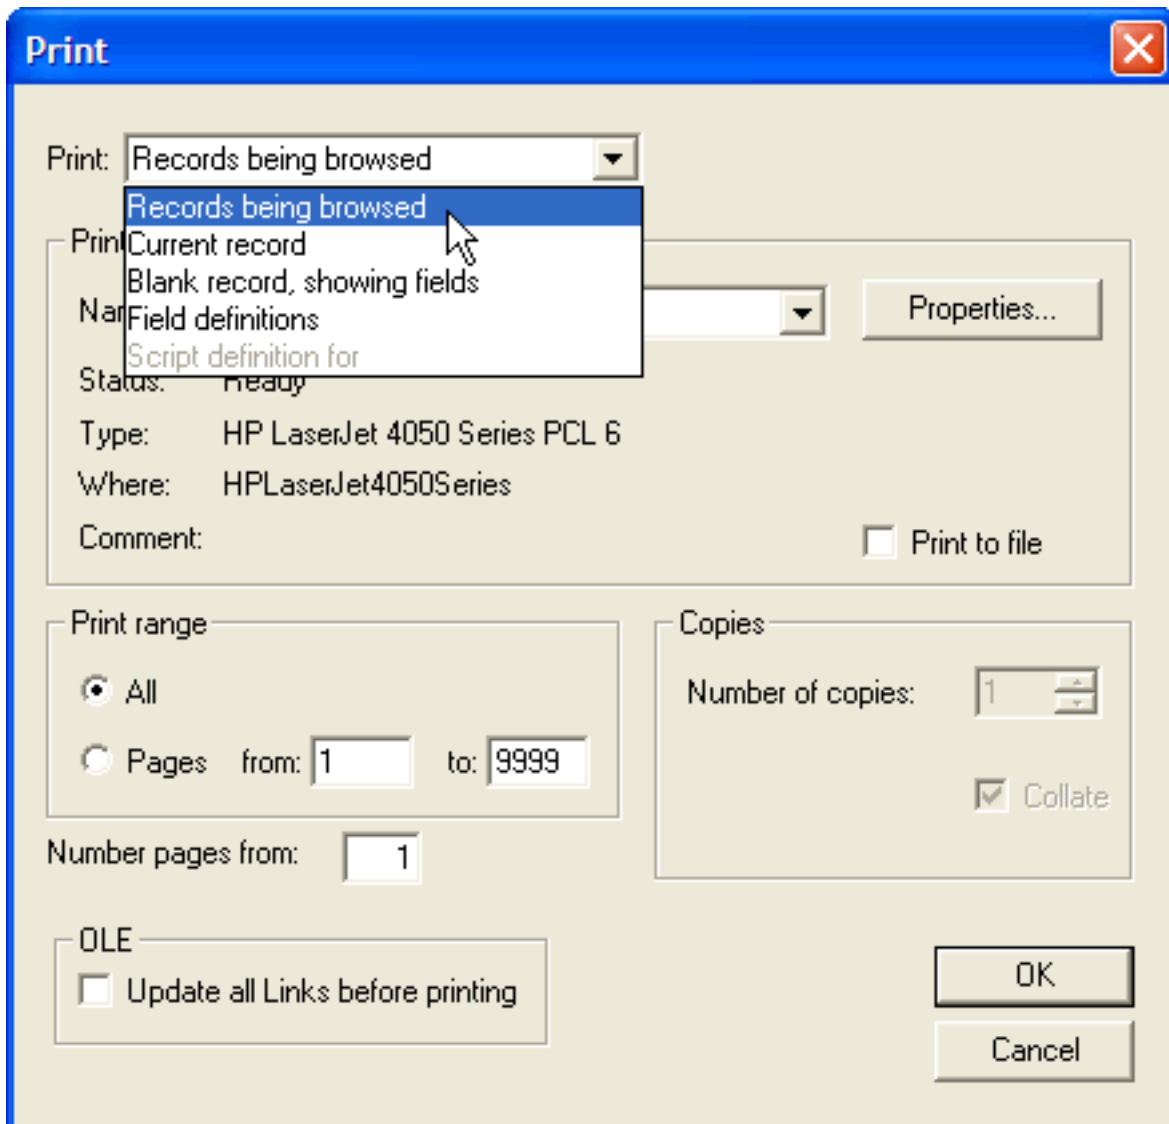 Print
Print: Records being browsed
Records being browsed
Current record
Blank record, showing fields
Field definitions
Script definition for
Properties...
Status: Ready
Type: HP LaserJet 4050 Series PCL 6
Where: HPLaserJet4050Series
Comment:
Print to file
Print range
All
Pages from: 1 to: 9999
Number pages from: 1
Copies
Number of copies: 1
Collate
OLE
Update all Links before printing
OK
Cancel